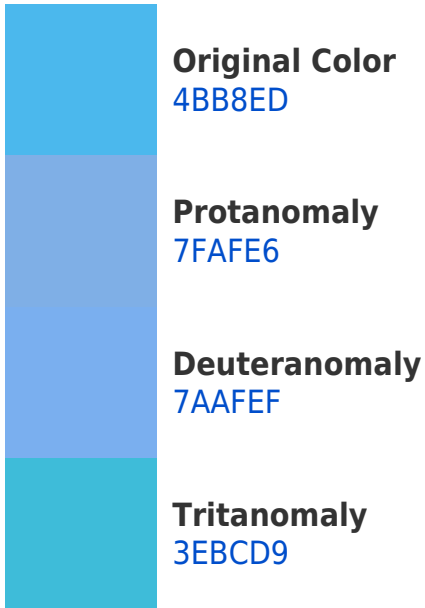 Original Color
4BB8ED
Protanomaly
7FAFE6
Deuteranomaly
7AAFEF
Tritanomaly
3EBCD9